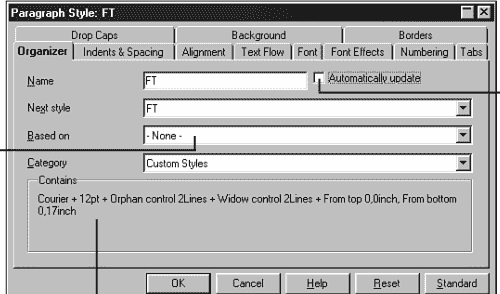 Paragraph Style: FT
Drop Caps Background Borders
Organizer Indents & Spacing Alignment Text Flow Font Font Effects Numbering Tabs
Name FT Automatically update
Next style FT
Based on - None -
Category Custom Styles
Contains
Courier + 12pt + Orphan control 2Lines + Widow control 2Lines + From top 0,0inch, From bottom
0,17inch
OK Cancel Help Reset Standard